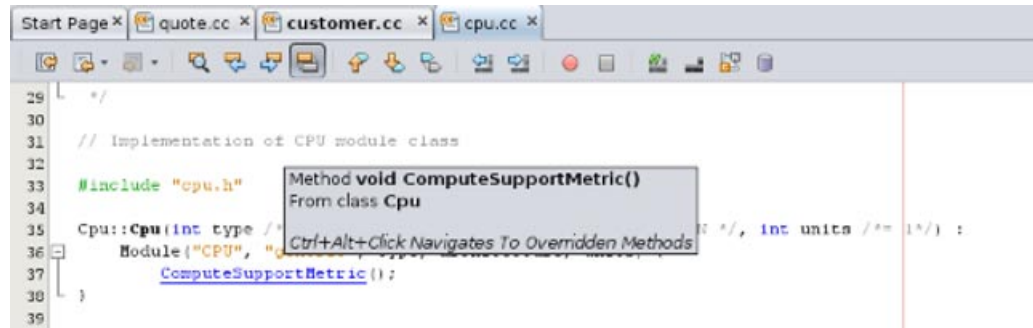 Start Page quote.cc customer.cc cpu.cc
29 */
30
31 // Implementation of CPU module class
32
33 #include "cpu.h"
34
35 Cpu::Cpu(int type /* */, int units /*= 1*/) :
36 Module("CPU", "
37 ComputeSupportMetric();
38 }
39
Method void ComputeSupportMetric()
From class Cpu
Ctrl+Alt+Click Navigates To Overridden Methods